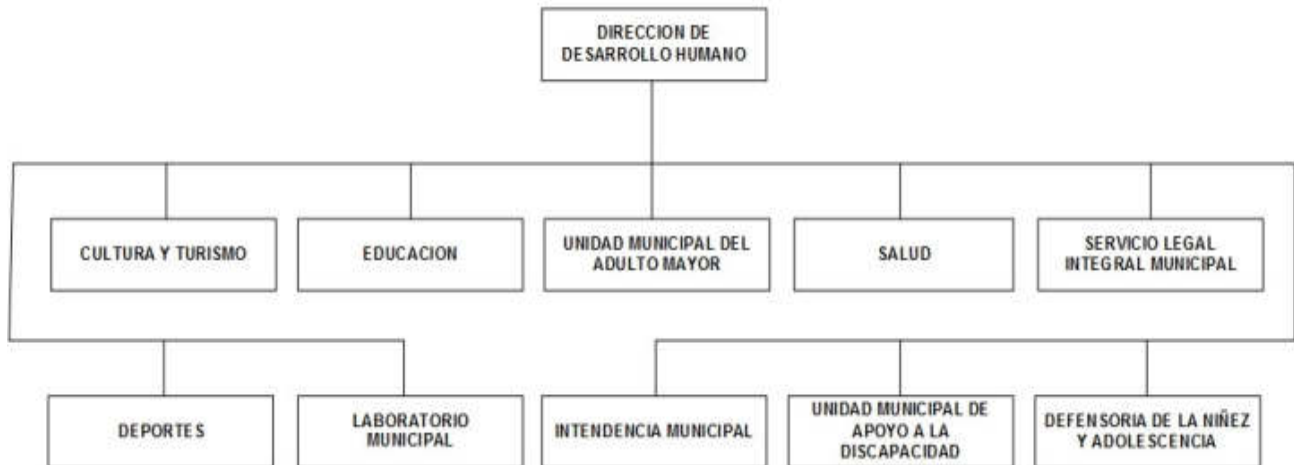 DIRECCION DE
DESARROLLO HUMANO
CULTURA Y TURISMO
EDUCACION
UNIDAD MUNICIPAL DEL
ADULTO MAYOR
SALUD
SERVICIO LEGAL
INTEGRAL MUNICIPAL
DEPORTES
LABORATORIO
MUNICIPAL
INTENDENCIA MUNICIPAL
UNIDAD MUNICIPAL DE
APOYO A LA
DISCAPACIDAD
DEFENSORIA DE LA NIÑEZ
Y ADOLESCENCIA